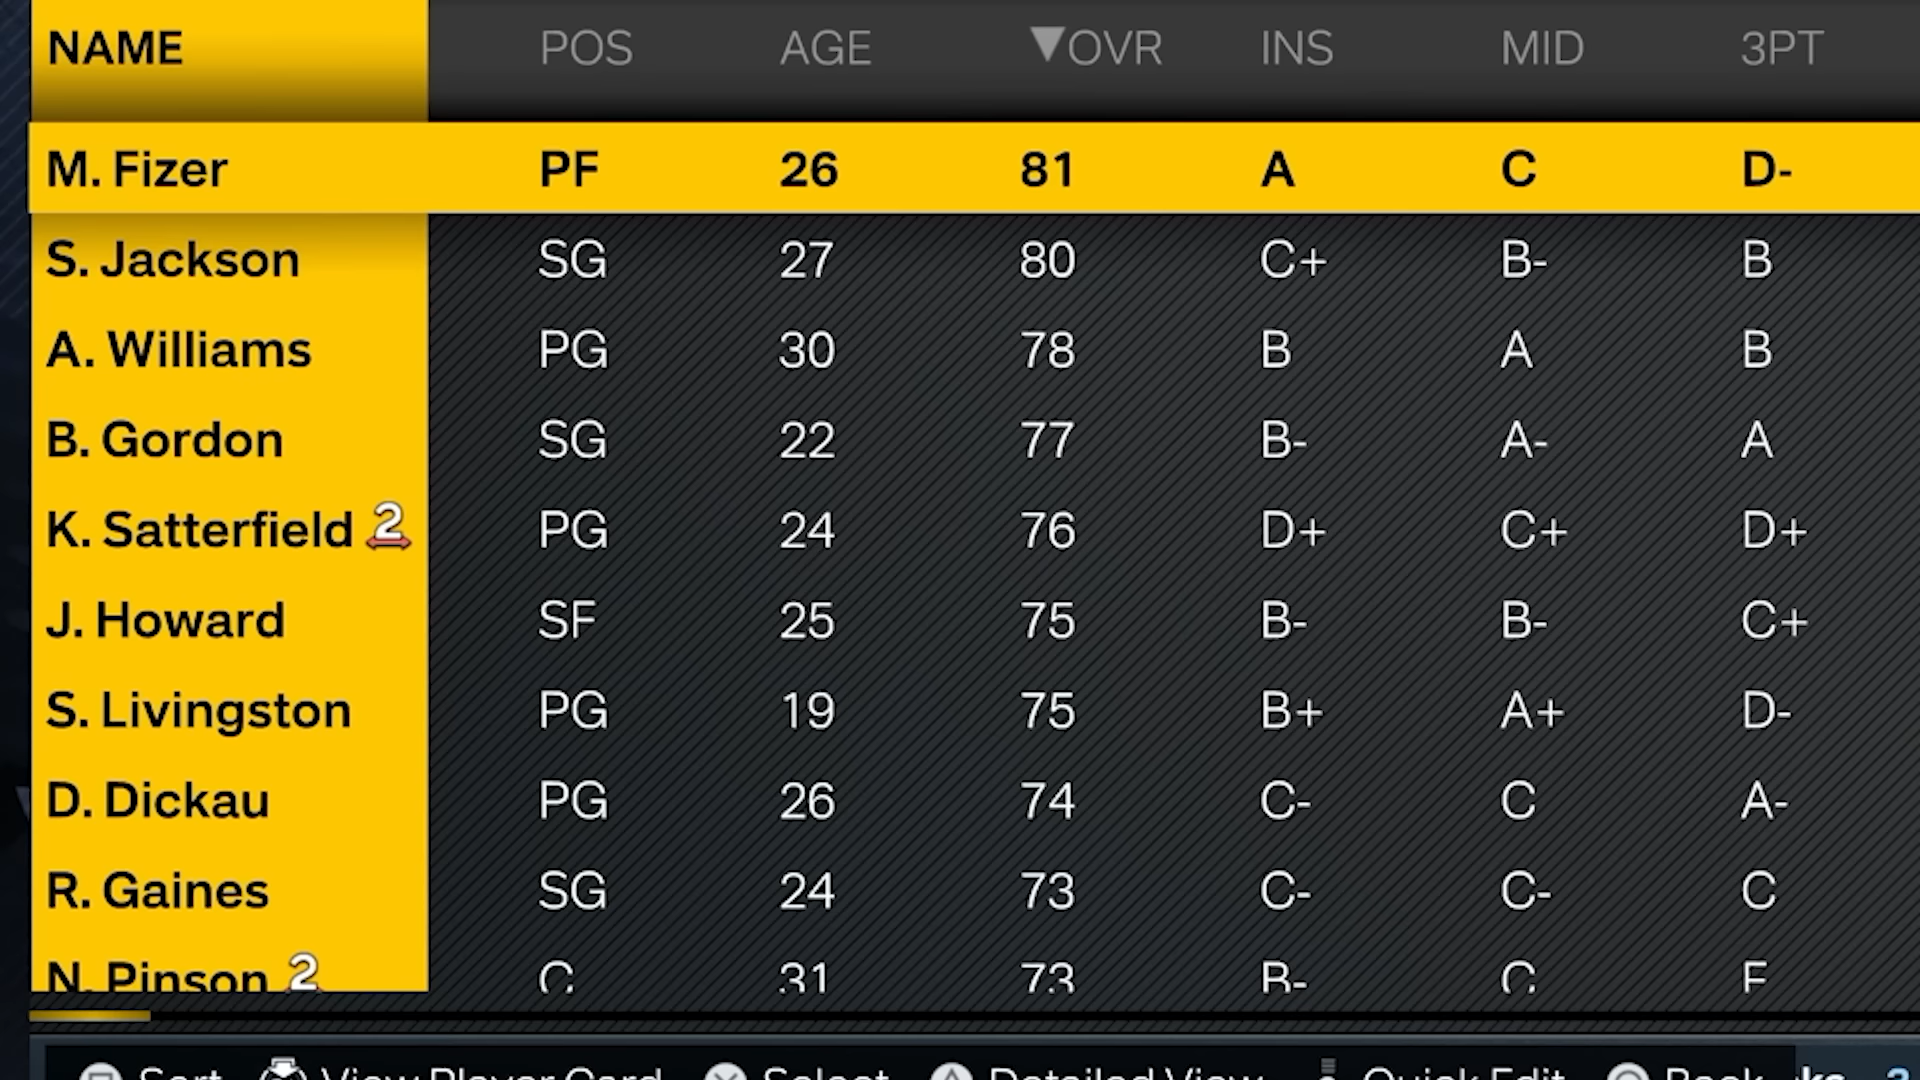 NAME POS AGE ▼OVR INS MID 3PT
M. Fizer PF 26 81 A C D-
S. Jackson SG 27 80 C+ B- B
A. Williams PG 30 78 B A B
B. Gordon SG 22 77 B- A- A
K. Satterfield 2 PG 24 76 D+ C+ D+
J. Howard SF 25 75 B- B- C+
S. Livingston PG 19 75 B+ A+ D-
D. Dickau PG 26 74 C- C A-
R. Gaines SG 24 73 C- C- C
N. Pinson 2 C 31 73 B- C F
Sort View Player Card Select Detailed View Quick Edit Back